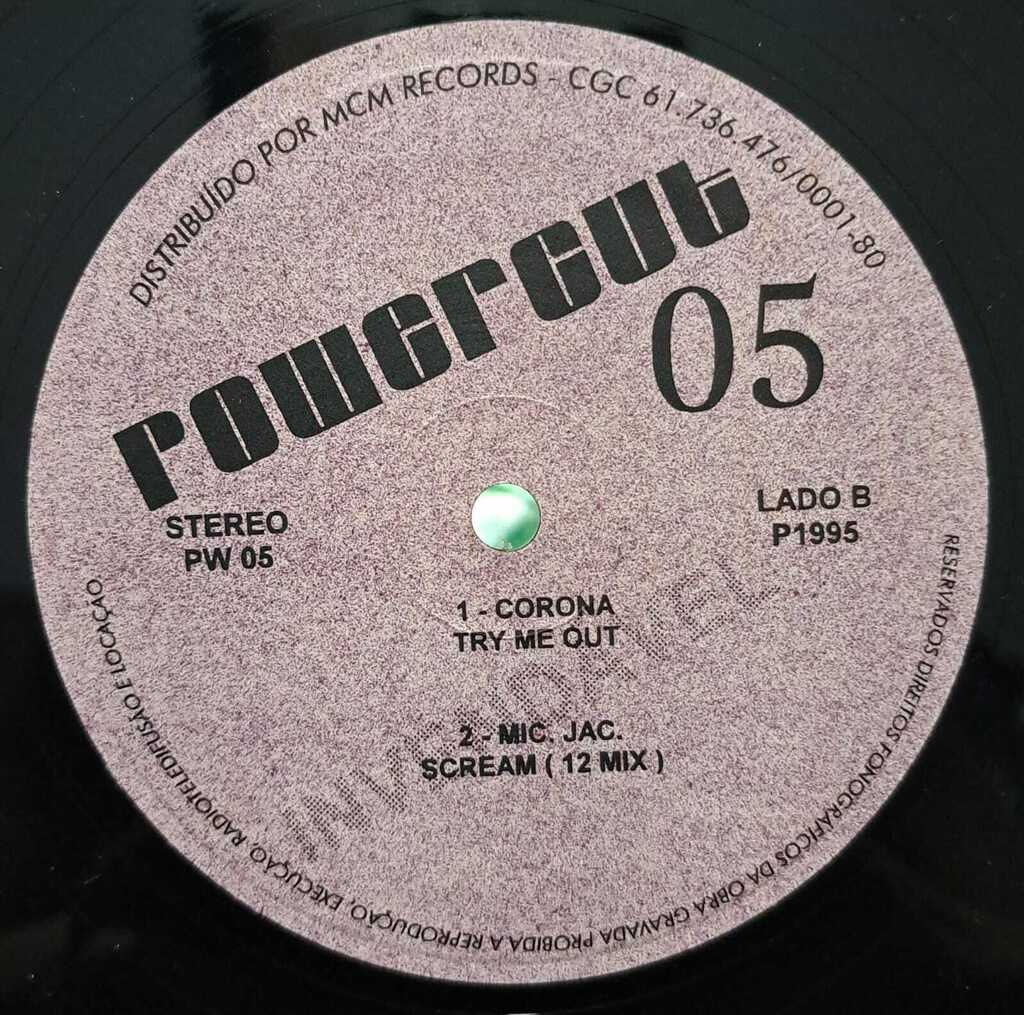 DISTRIBUÍDO POR MCM RECORDS - CGC 61.736.476/0001-80
POWERCUT
05
STEREO
PW 05
LADO B
P1995
1 - CORONA
TRY ME OUT
2 - MIC. JAC.
SCREAM ( 12 MIX )
INVENDÁVEL
RESERVADOS DIREITOS FONOGRÁFICOS DA OBRA GRAVADA PROBIDA A REPRODUÇÃO, EXECUÇÃO, RADIOTELEDIFUSÃO E LOCAÇÃO